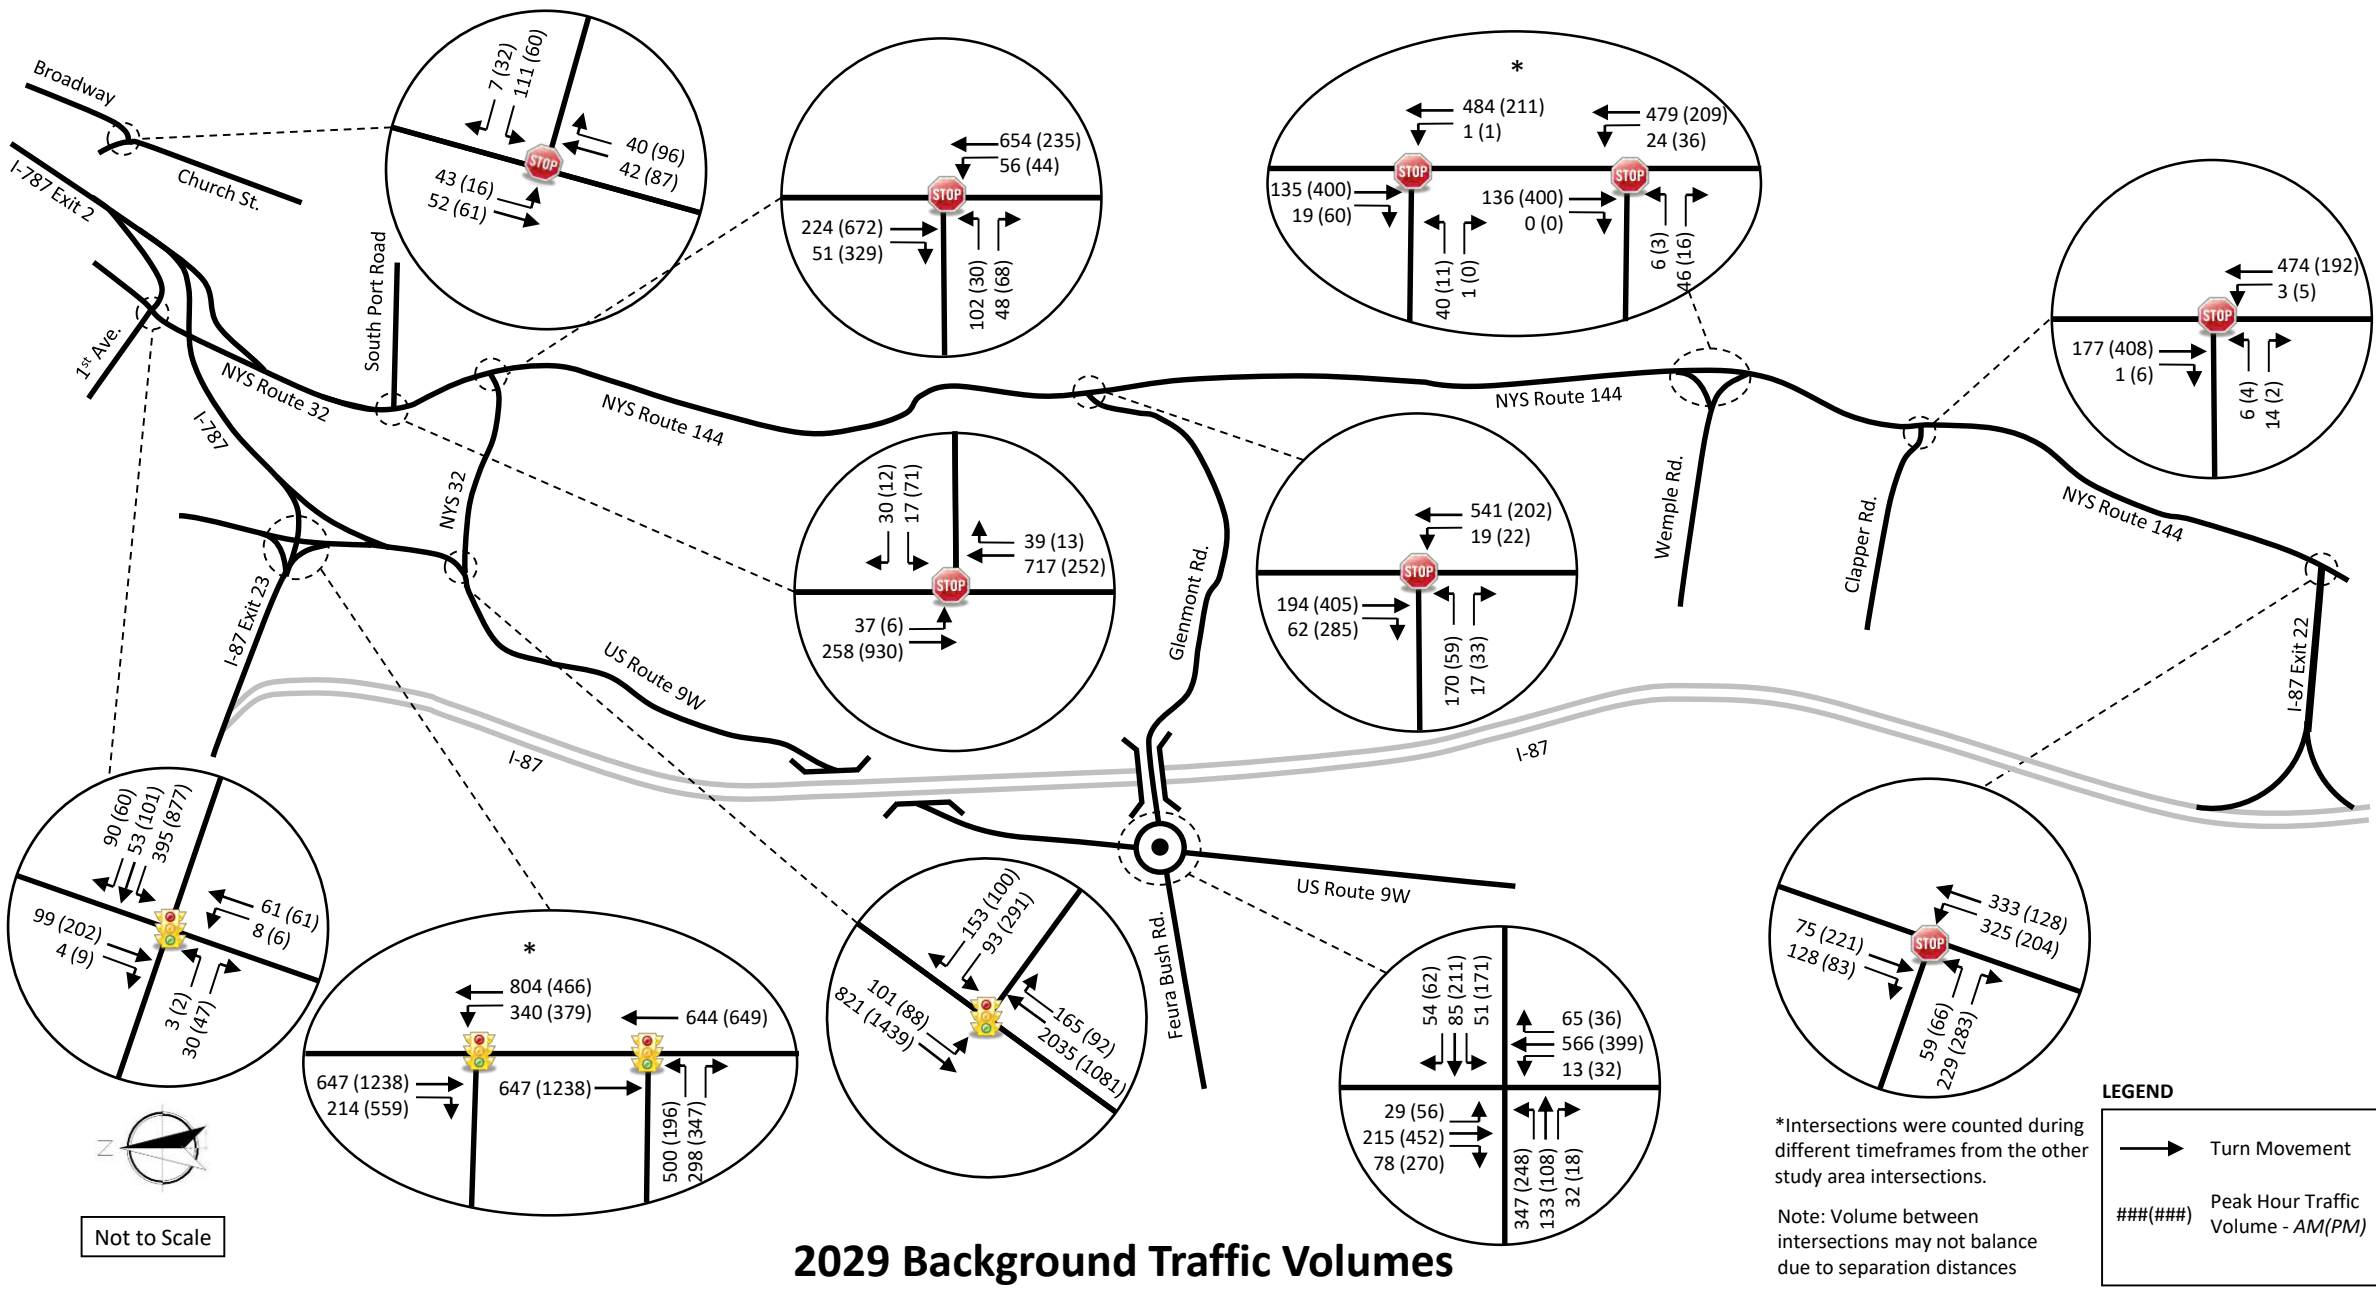 Broadway
I-787 Exit 2
Church St.
1st Ave.
NYS Route 32
South Port Road
I-787
NYS 32
NYS Route 144
NYS Route 144
NYS Route 144
Wemple Rd.
Clapper Rd.
Glenmont Rd.
I-87 Exit 23
US Route 9W
I-87
I-87
I-87 Exit 22
US Route 9W
Feura Bush Rd.
7 (32)
111 (60)
STOP
40 (96)
42 (87)
43 (16)
52 (61)
654 (235)
56 (44)
STOP
224 (672)
51 (329)
102 (30)
48 (68)
*
484 (211)
1 (1)
479 (209)
24 (36)
STOP
STOP
135 (400)
19 (60)
136 (400)
0 (0)
40 (11)
1 (0)
6 (3)
46 (16)
474 (192)
3 (5)
STOP
177 (408)
1 (6)
6 (4)
14 (2)
30 (12)
17 (71)
39 (13)
717 (252)
STOP
37 (6)
258 (930)
541 (202)
19 (22)
STOP
194 (405)
62 (285)
170 (59)
17 (33)
90 (60)
53 (101)
395 (877)
61 (61)
8 (6)
99 (202)
4 (9)
3 (2)
30 (47)
*
804 (466)
340 (379)
644 (649)
647 (1238)
214 (559)
647 (1238)
500 (196)
298 (347)
153 (100)
93 (291)
101 (88)
821 (1439)
165 (92)
2035 (1081)
54 (62)
85 (211)
51 (171)
65 (36)
566 (399)
13 (32)
29 (56)
215 (452)
78 (270)
347 (248)
133 (108)
32 (18)
333 (128)
325 (204)
STOP
75 (221)
128 (83)
59 (66)
229 (283)
Z
Not to Scale
2029 Background Traffic Volumes
*Intersections were counted during
different timeframes from the other
study area intersections.
Note: Volume between
intersections may not balance
due to separation distances
LEGEND
Turn Movement
###(###)
Peak Hour Traffic
Volume - AM(PM)